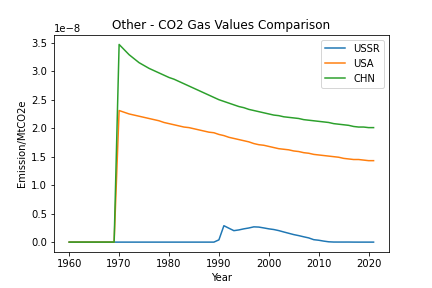 Other - CO2 Gas Values Comparison
1e−8
3.5
3.0
2.5
2.0
1.5
1.0
0.5
0.0
Emission/MtCO2e
USSR
USA
CHN
1960 1970 1980 1990 2000 2010 2020
Year